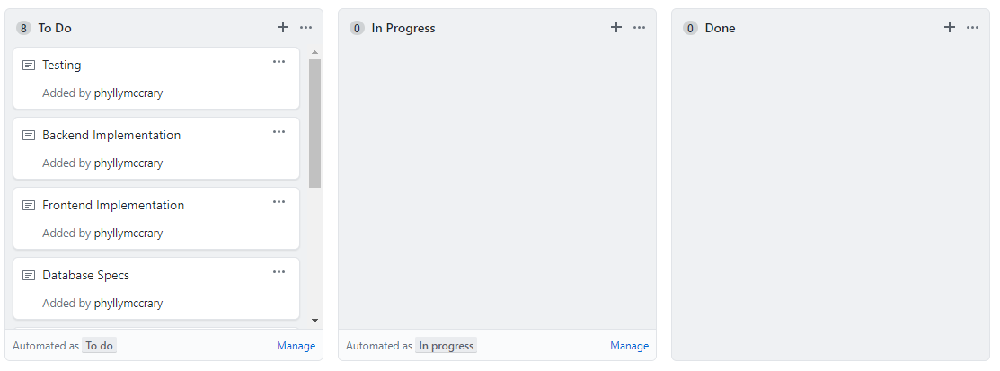 8 To Do
Testing
Added by phyllymccrary
Backend Implementation
Added by phyllymccrary
Frontend Implementation
Added by phyllymccrary
Database Specs
Added by phyllymccrary
Automated as To do Manage
0 In Progress
Automated as In progress Manage
0 Done